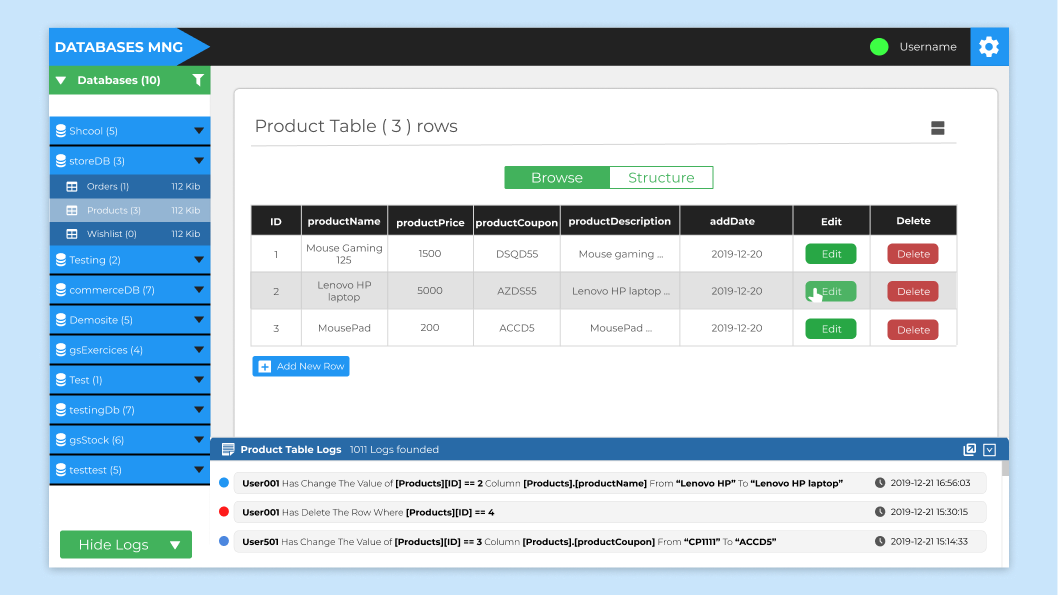 DATABASES MNG
Username
Databases (10)
Shcool (5)
storeDB (3)
Orders (1) 112 Kib
Products (3) 112 Kib
Wishlist (0) 112 Kib
Testing (2)
commerceDB (7)
Demosite (5)
gsExercices (4)
Test (1)
testingDb (7)
gsStock (6)
testtest (5)
Hide Logs
Product Table ( 3 ) rows
Browse Structure
ID productName productPrice productCoupon productDescription addDate Edit Delete
1 Mouse Gaming 1500 DSQD55 Mouse gaming ... 2019-12-20 Edit Delete
125
2 Lenovo HP 5000 AZDS55 Lenovo HP laptop ... 2019-12-20 Edit Delete
laptop
3 MousePad 200 ACCD5 MousePad ... 2019-12-20 Edit Delete
Add New Row
Product Table Logs 1011 Logs founded
User001 Has Change The Value of [Products][ID] == 2 Column [Products].[productName] From “Lenovo HP” To “Lenovo HP laptop” 2019-12-21 16:56:03
User001 Has Delete The Row Where [Products][ID] == 4 2019-12-21 15:30:15
User501 Has Change The Value of [Products][ID] == 3 Column [Products].[productCoupon] From “CP1111” To “ACCD5” 2019-12-21 15:14:33